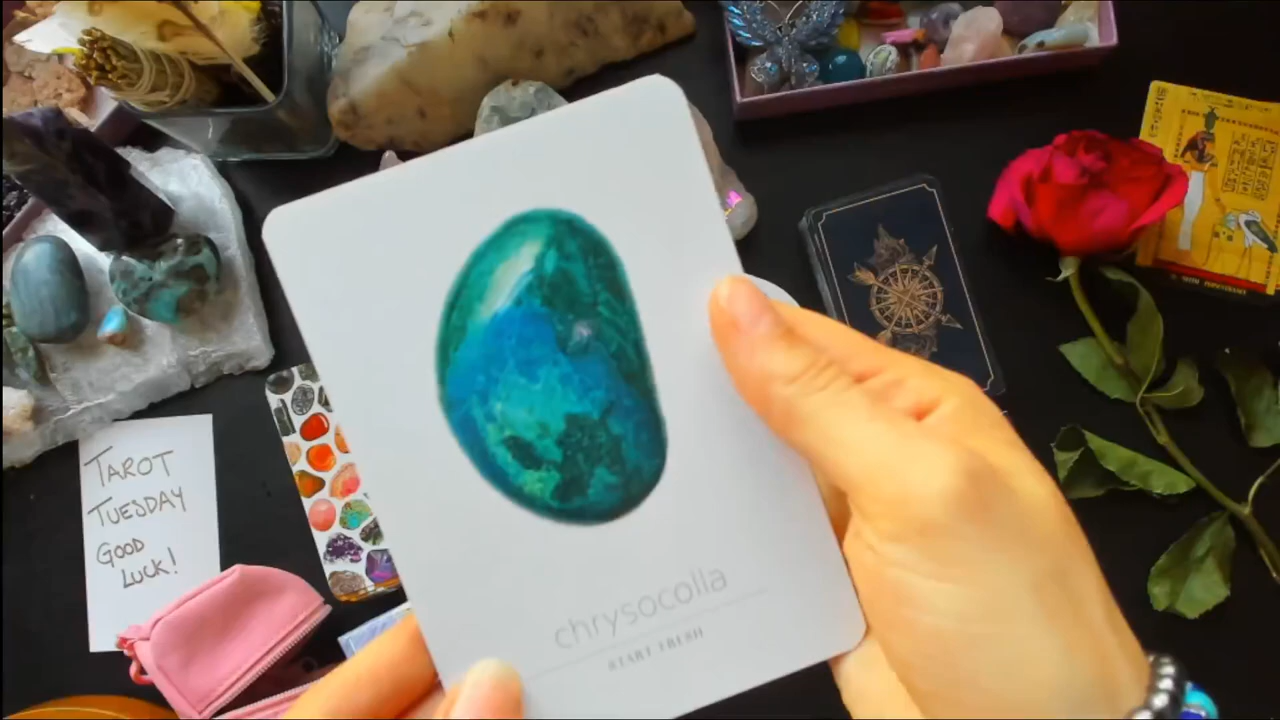 TAROT
TUESDAY
GOOD
LUCK!
chrysocolla
START FRESH